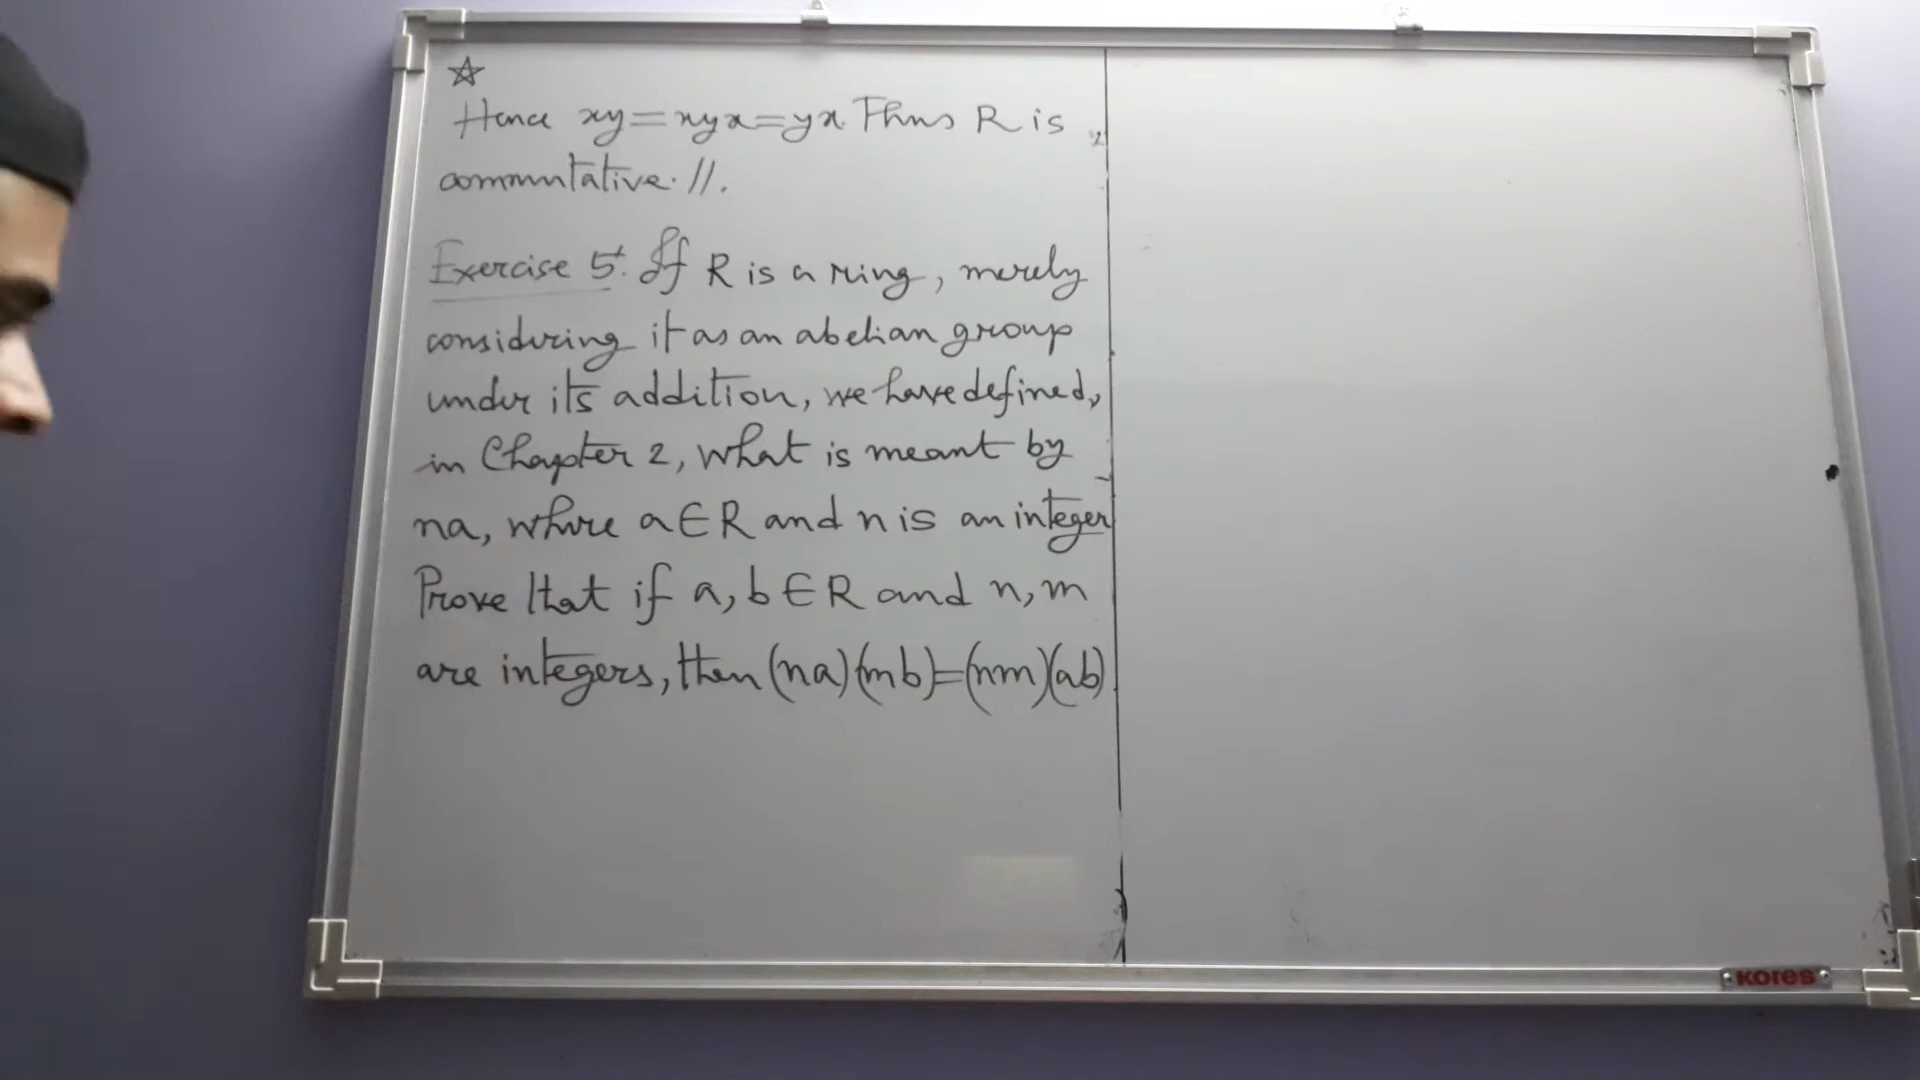 Hence xy=xyx=yx. Thus R is
commutative. //.
Exercise 5. If R is a ring, merely
considering it as an abelian group
under its addition, we have defined,
in Chapter 2, what is meant by
na, where a∈R and n is an integer
Prove that if a, b ∈ R and n, m
are integers, then (na)(mb)=(nm)(ab)
Kores